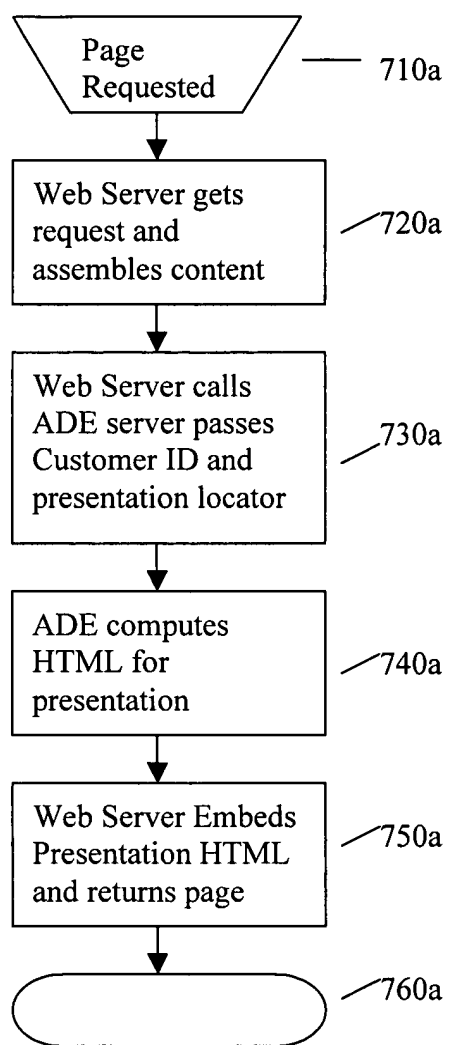 Page
Requested
710a
Web Server gets
request and
assembles content
720a
Web Server calls
ADE server passes
Customer ID and
presentation locator
730a
ADE computes
HTML for
presentation
740a
Web Server Embeds
Presentation HTML
and returns page
750a
760a